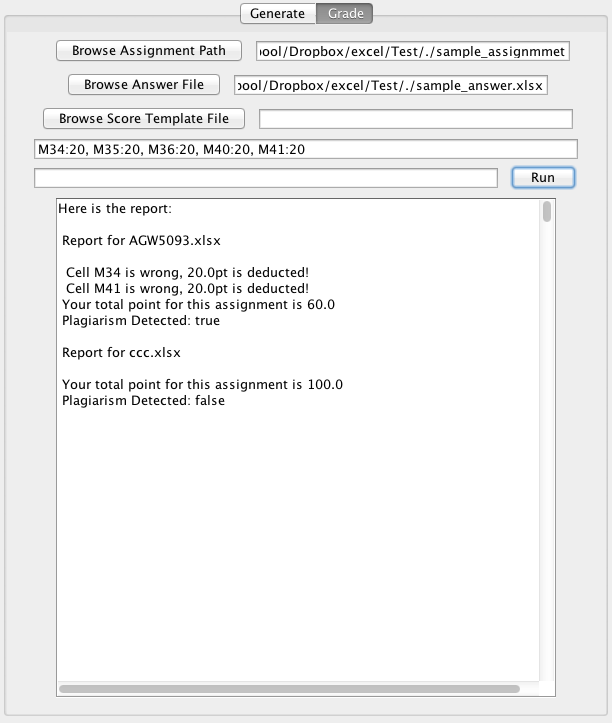 Generate Grade
Browse Assignment Path ool/Dropbox/excel/Test/./sample_assignmmet
Browse Answer File ool/Dropbox/excel/Test/./sample_answer.xlsx
Browse Score Template File
M34:20, M35:20, M36:20, M40:20, M41:20
Run
Here is the report:
Report for AGW5093.xlsx
Cell M34 is wrong, 20.0pt is deducted!
Cell M41 is wrong, 20.0pt is deducted!
Your total point for this assignment is 60.0
Plagiarism Detected: true
Report for ccc.xlsx
Your total point for this assignment is 100.0
Plagiarism Detected: false